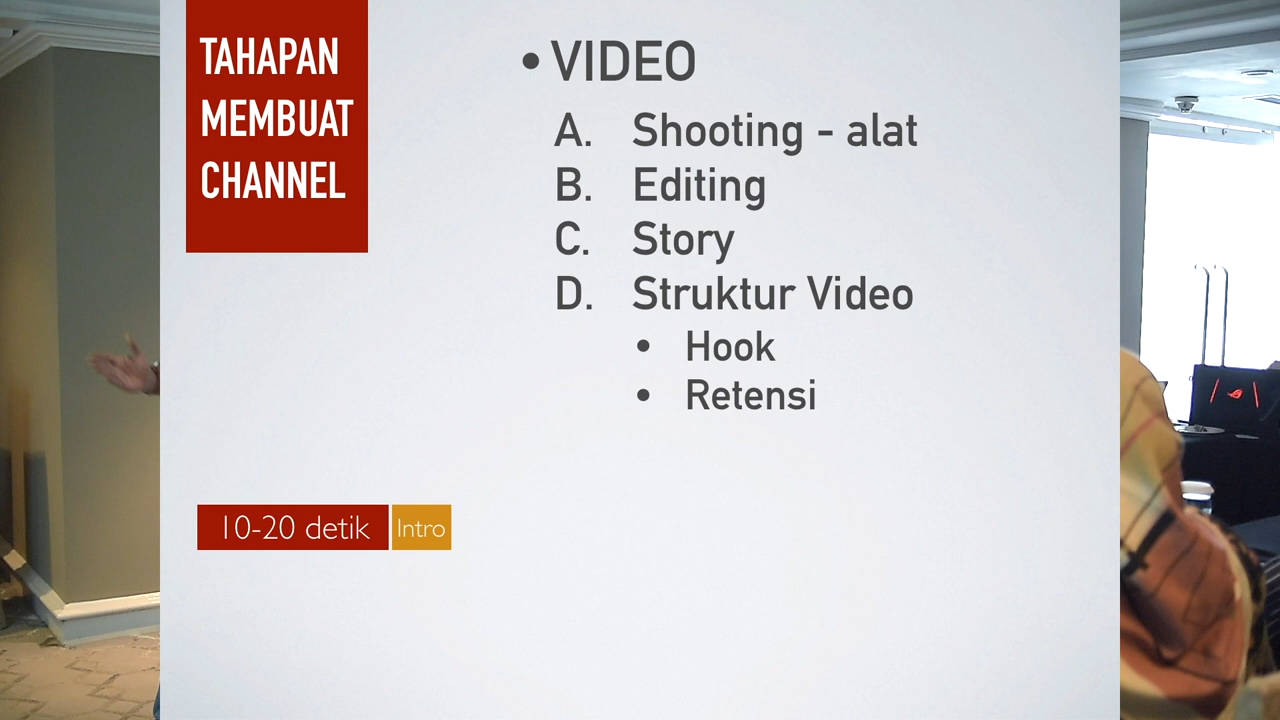 TAHAPAN
MEMBUAT
CHANNEL
• VIDEO
A. Shooting - alat
B. Editing
C. Story
D. Struktur Video
• Hook
• Retensi
10-20 detik
Intro